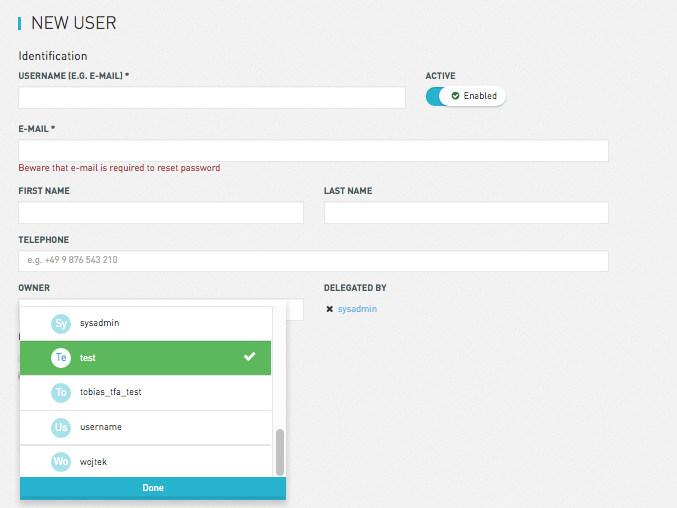 NEW USER
Identification
USERNAME (E.G. E-MAIL) *
ACTIVE
Enabled
E-MAIL *
Beware that e-mail is required to reset password
FIRST NAME
LAST NAME
TELEPHONE
e.g. +49 9 876 543 210
OWNER
DELEGATED BY
sysadmin
Sy sysadmin
Te test
To tobias_tfa_test
Us username
Wo wojtek
Done